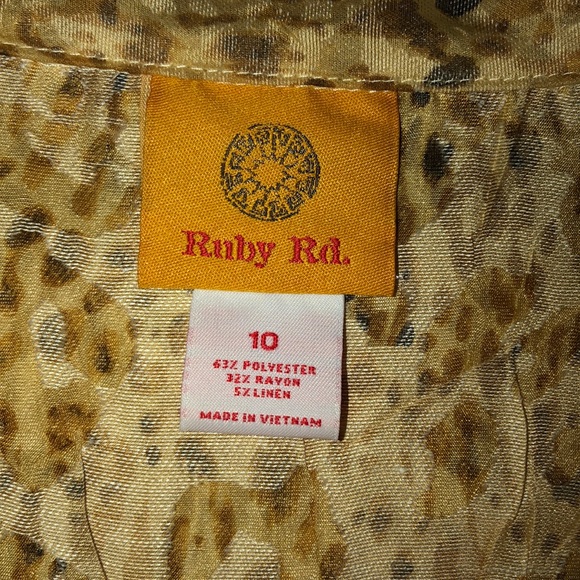 Ruby Rd.
10
63% POLYESTER
32% RAYON
5% LINEN
MADE IN VIETNAM